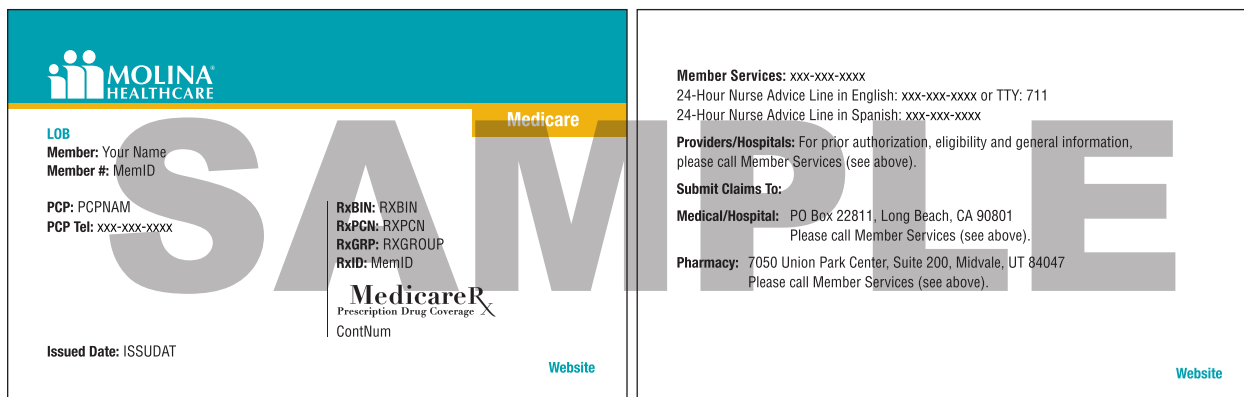 MOLINA®
HEALTHCARE
Medicare
LOB
Member: Your Name
Member #: MemID
PCP: PCPNAM
PCP Tel: xxx-xxx-xxxx
RxBIN: RXBIN
RxPCN: RXPCN
RxGRP: RXGROUP
RxID: MemID
MedicareRx
Prescription Drug Coverage
ContNum
Issued Date: ISSUDAT
Website
Member Services: xxx-xxx-xxxx
24-Hour Nurse Advice Line in English: xxx-xxx-xxxx or TTY: 711
24-Hour Nurse Advice Line in Spanish: xxx-xxx-xxxx
Providers/Hospitals: For prior authorization, eligibility and general information,
please call Member Services (see above).
Submit Claims To:
Medical/Hospital: PO Box 22811, Long Beach, CA 90801
Please call Member Services (see above).
Pharmacy: 7050 Union Park Center, Suite 200, Midvale, UT 84047
Please call Member Services (see above).
Website
SAMPLE